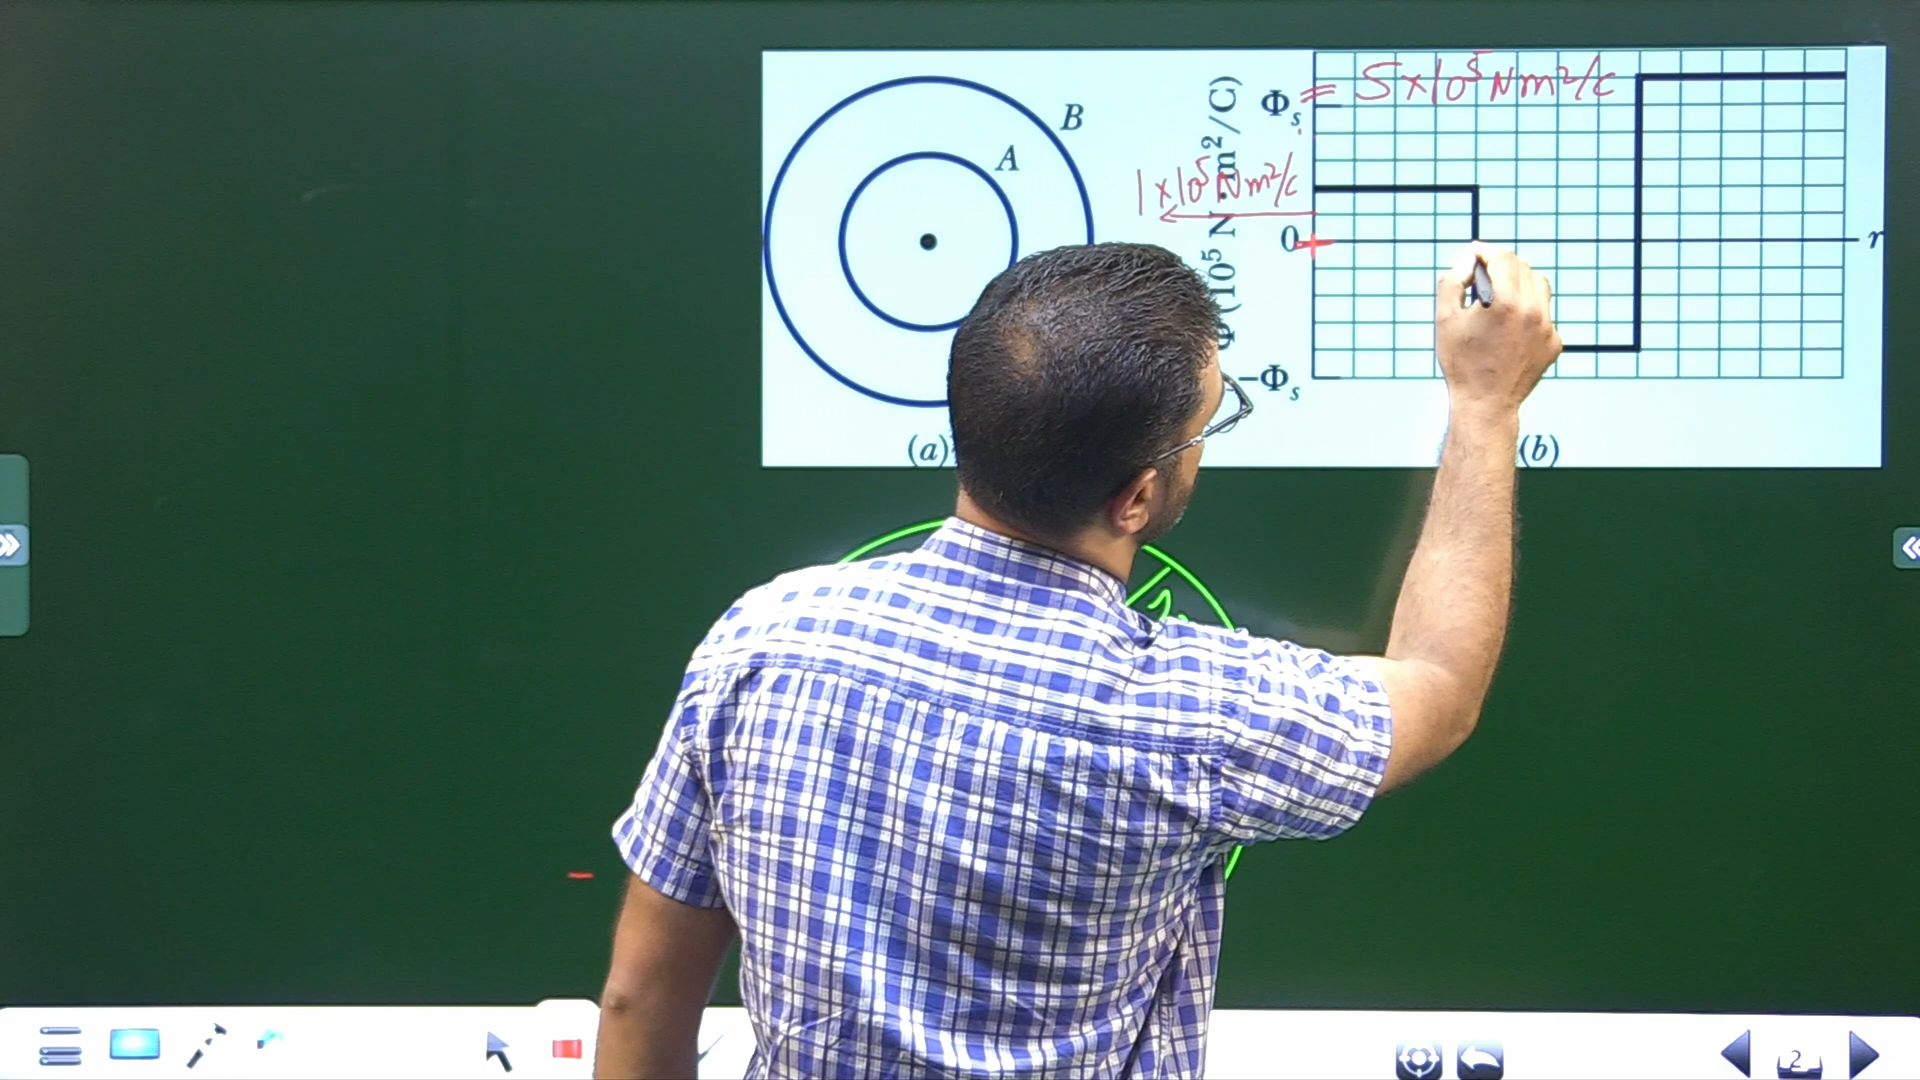 B
A
(a)
Φ (10⁵ N · m²/C)
Φs = 5×10⁵ Nm²/C
1×10⁵ Nm²/C
0
r
−Φs
(b)
2